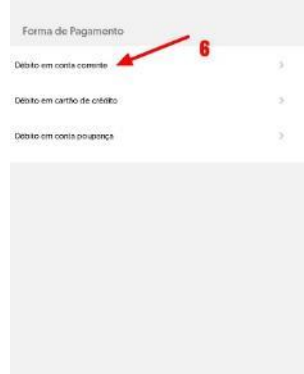 Forma de Pagamento
6
Débito em conta corrente
Débito em cartão de crédito
Débito em conta poupança